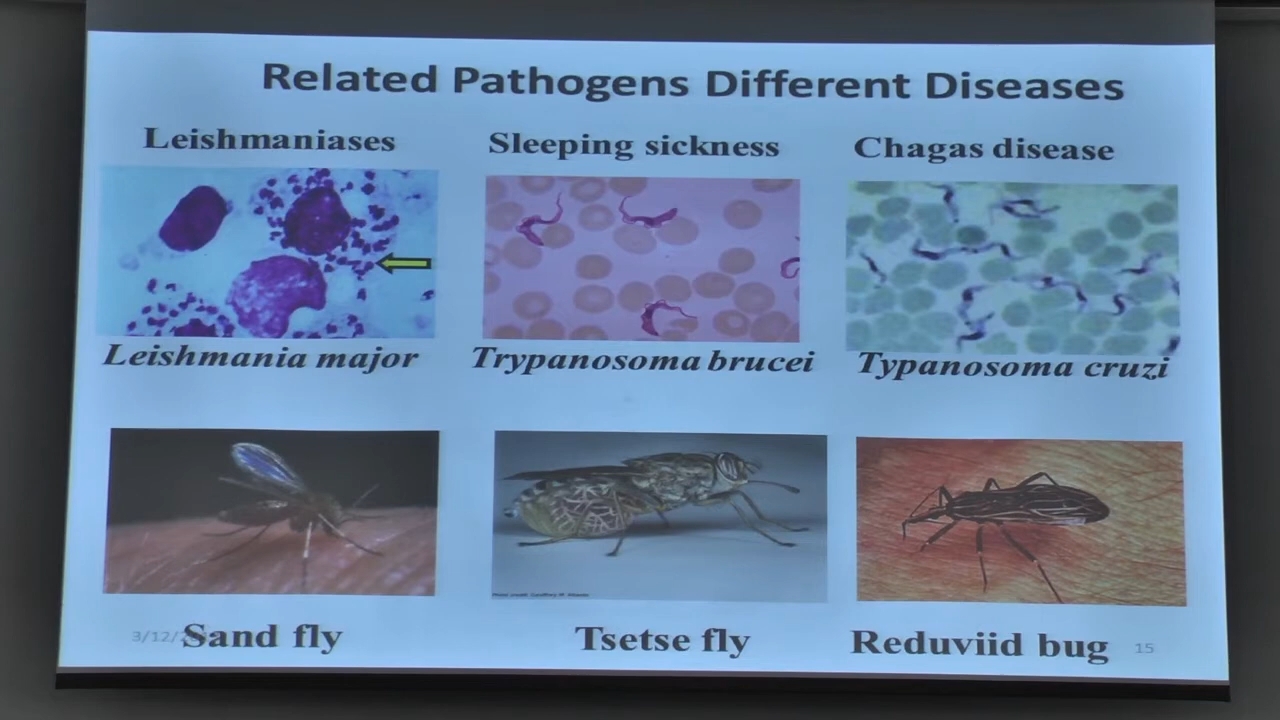 Related Pathogens Different Diseases
Leishmaniases
Sleeping sickness
Chagas disease
Leishmania major
Trypanosoma brucei
Typanosoma cruzi
Sand fly
Tsetse fly
Reduviid bug
3/12/
15